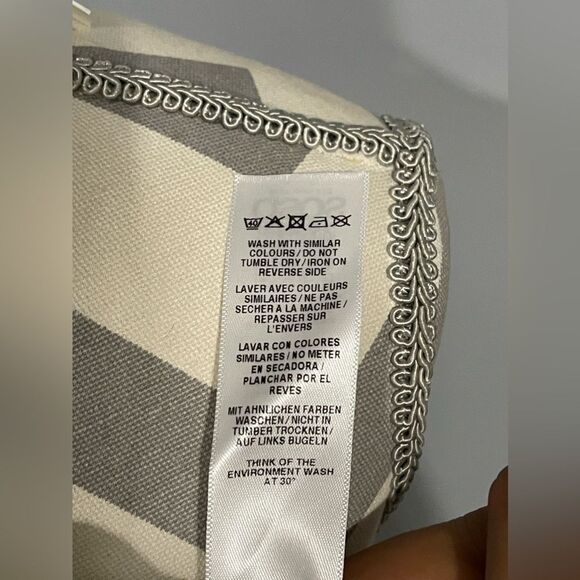 40
WASH WITH SIMILAR
COLOURS / DO NOT
TUMBLE DRY / IRON ON
REVERSE SIDE
LAVER AVEC COULEURS
SIMILAIRES / NE PAS
SECHER A LA MACHINE /
REPASSER SUR
L'ENVERS
LAVAR CON COLORES
SIMILARES / NO METER
EN SECADORA /
PLANCHAR POR EL
REVES
MIT AHNLICHEN FARBEN
WASCHEN / NICHT IN
TUMBER TROCKNEN /
AUF LINKS BUGELN
THINK OF THE
ENVIRONMENT WASH
AT 30°